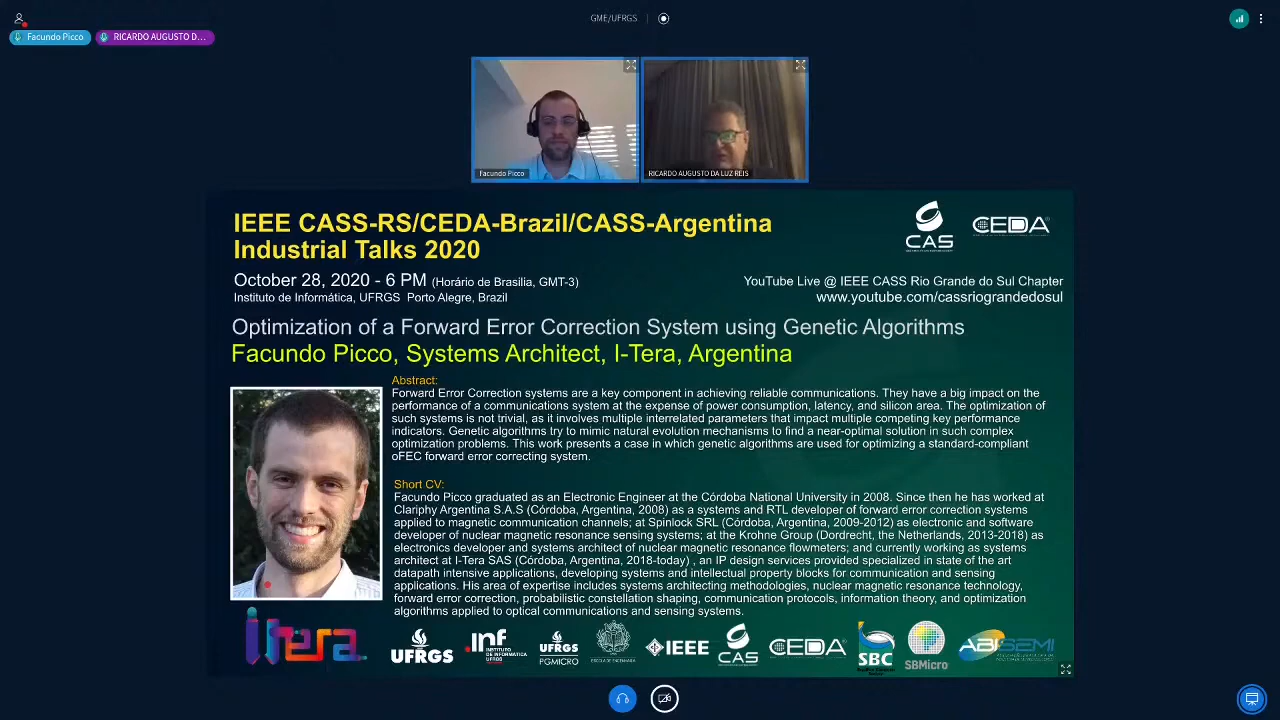 GME/UFRGS
Facundo Picco
RICARDO AUGUSTO D...
Facundo Picco
RICARDO AUGUSTO DA LUZ REIS
IEEE CASS-RS/CEDA-Brazil/CASS-Argentina
Industrial Talks 2020
CAS
CEDA
October 28, 2020 - 6 PM (Horário de Brasilia, GMT-3)
Instituto de Informática, UFRGS Porto Alegre, Brazil
YouTube Live @ IEEE CASS Rio Grande do Sul Chapter
www.youtube.com/cassriograndedosul
Optimization of a Forward Error Correction System using Genetic Algorithms
Facundo Picco, Systems Architect, I-Tera, Argentina
Abstract:
Forward Error Correction systems are a key component in achieving reliable communications. They have a big impact on the
performance of a communications system at the expense of power consumption, latency, and silicon area. The optimization of
such systems is not trivial, as it involves multiple interrelated parameters that impact multiple competing key performance
indicators. Genetic algorithms try to mimic natural evolution mechanisms to find a near-optimal solution in such complex
optimization problems. This work presents a case in which genetic algorithms are used for optimizing a standard-compliant
oFEC forward error correcting system.
Short CV:
Facundo Picco graduated as an Electronic Engineer at the Córdoba National University in 2008. Since then he has worked at
Clariphy Argentina S.A.S (Córdoba, Argentina, 2008) as a systems and RTL developer of forward error correction systems
applied to magnetic communication channels; at Spinlock SRL (Córdoba, Argentina, 2009-2012) as electronic and software
developer of nuclear magnetic resonance sensing systems; at the Krohne Group (Dordrecht, the Netherlands, 2013-2018) as
electronics developer and systems architect of nuclear magnetic resonance flowmeters; and currently working as systems
architect at I-Tera SAS (Córdoba, Argentina, 2018-today) , an IP design services provided specialized in state of the art
datapath intensive applications, developing systems and intellectual property blocks for communication and sensing
applications. His area of expertise includes systems architecting methodologies, nuclear magnetic resonance technology,
forward error correction, probabilistic constellation shaping, communication protocols, information theory, and optimization
algorithms applied to optical communications and sensing systems.
itera
UFRGS
inf
INSTITUTO
DE INFORMÁTICA
UFRGS
UFRGS
PGMICRO
ESCOLA DE ENGENHARIA
IEEE
CAS
CEDA
SBC
SBMicro
ABISEMI